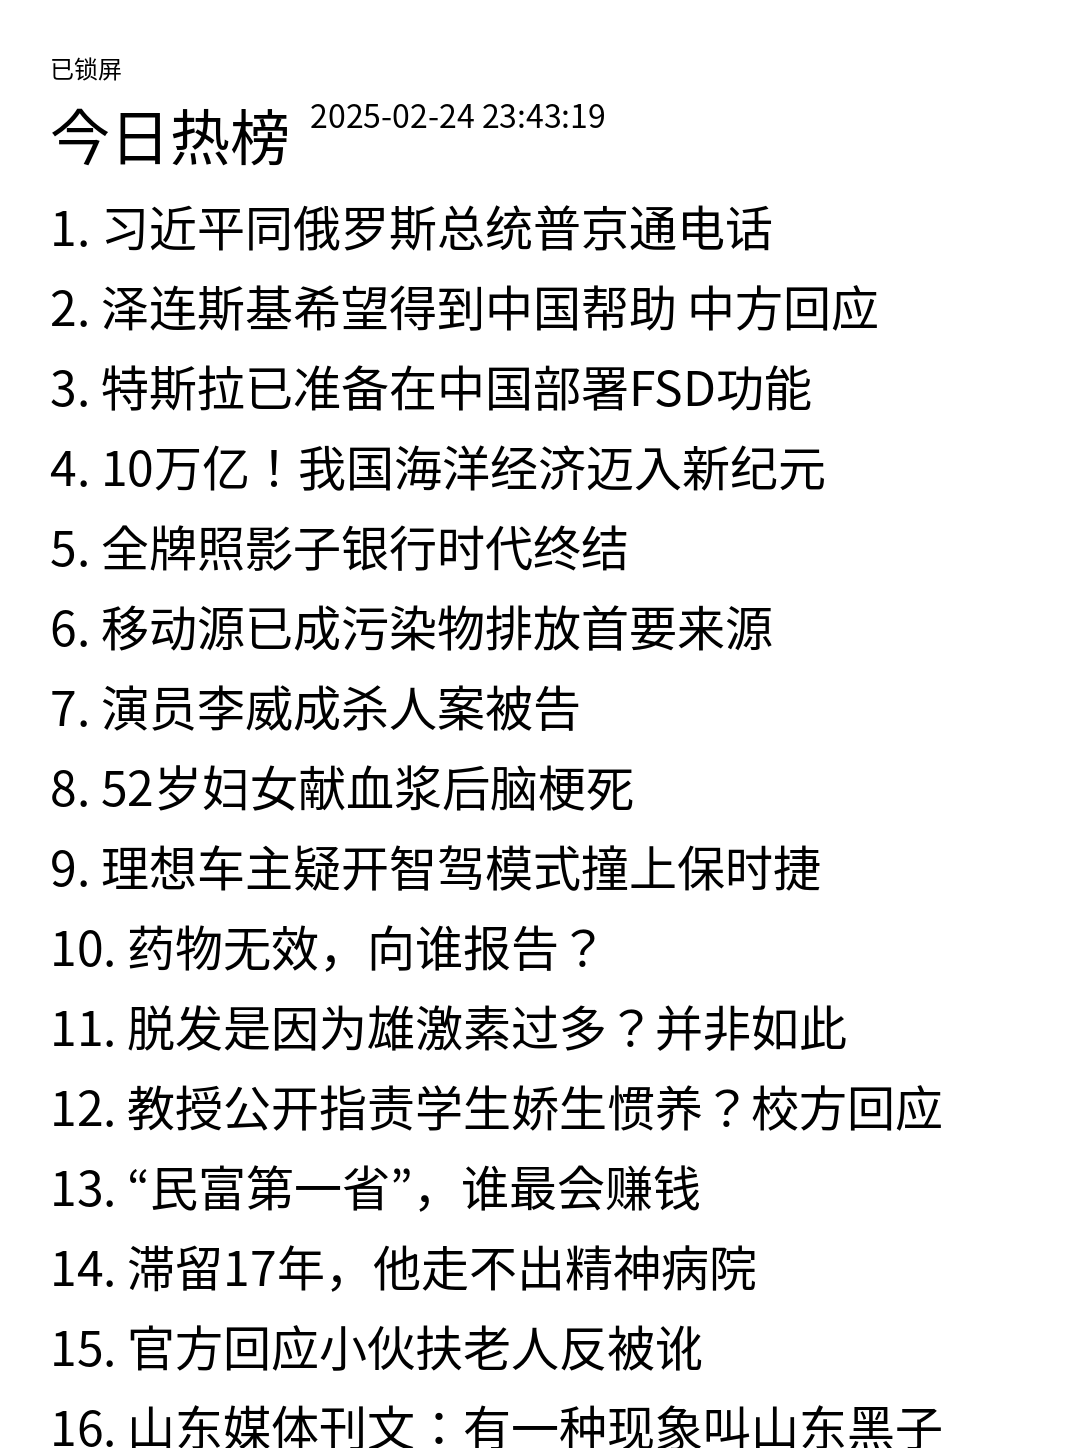 已锁屏
今日热榜 2025-02-24 23:43:19
1. 习近平同俄罗斯总统普京通电话
2. 泽连斯基希望得到中国帮助 中方回应
3. 特斯拉已准备在中国部署FSD功能
4. 10万亿！我国海洋经济迈入新纪元
5. 全牌照影子银行时代终结
6. 移动源已成污染物排放首要来源
7. 演员李威成杀人案被告
8. 52岁妇女献血浆后脑梗死
9. 理想车主疑开智驾模式撞上保时捷
10. 药物无效，向谁报告？
11. 脱发是因为雄激素过多？并非如此
12. 教授公开指责学生娇生惯养？校方回应
13. “民富第一省”，谁最会赚钱
14. 滞留17年，他走不出精神病院
15. 官方回应小伙扶老人反被讹
16. 山东媒体刊文：有一种现象叫山东黑子